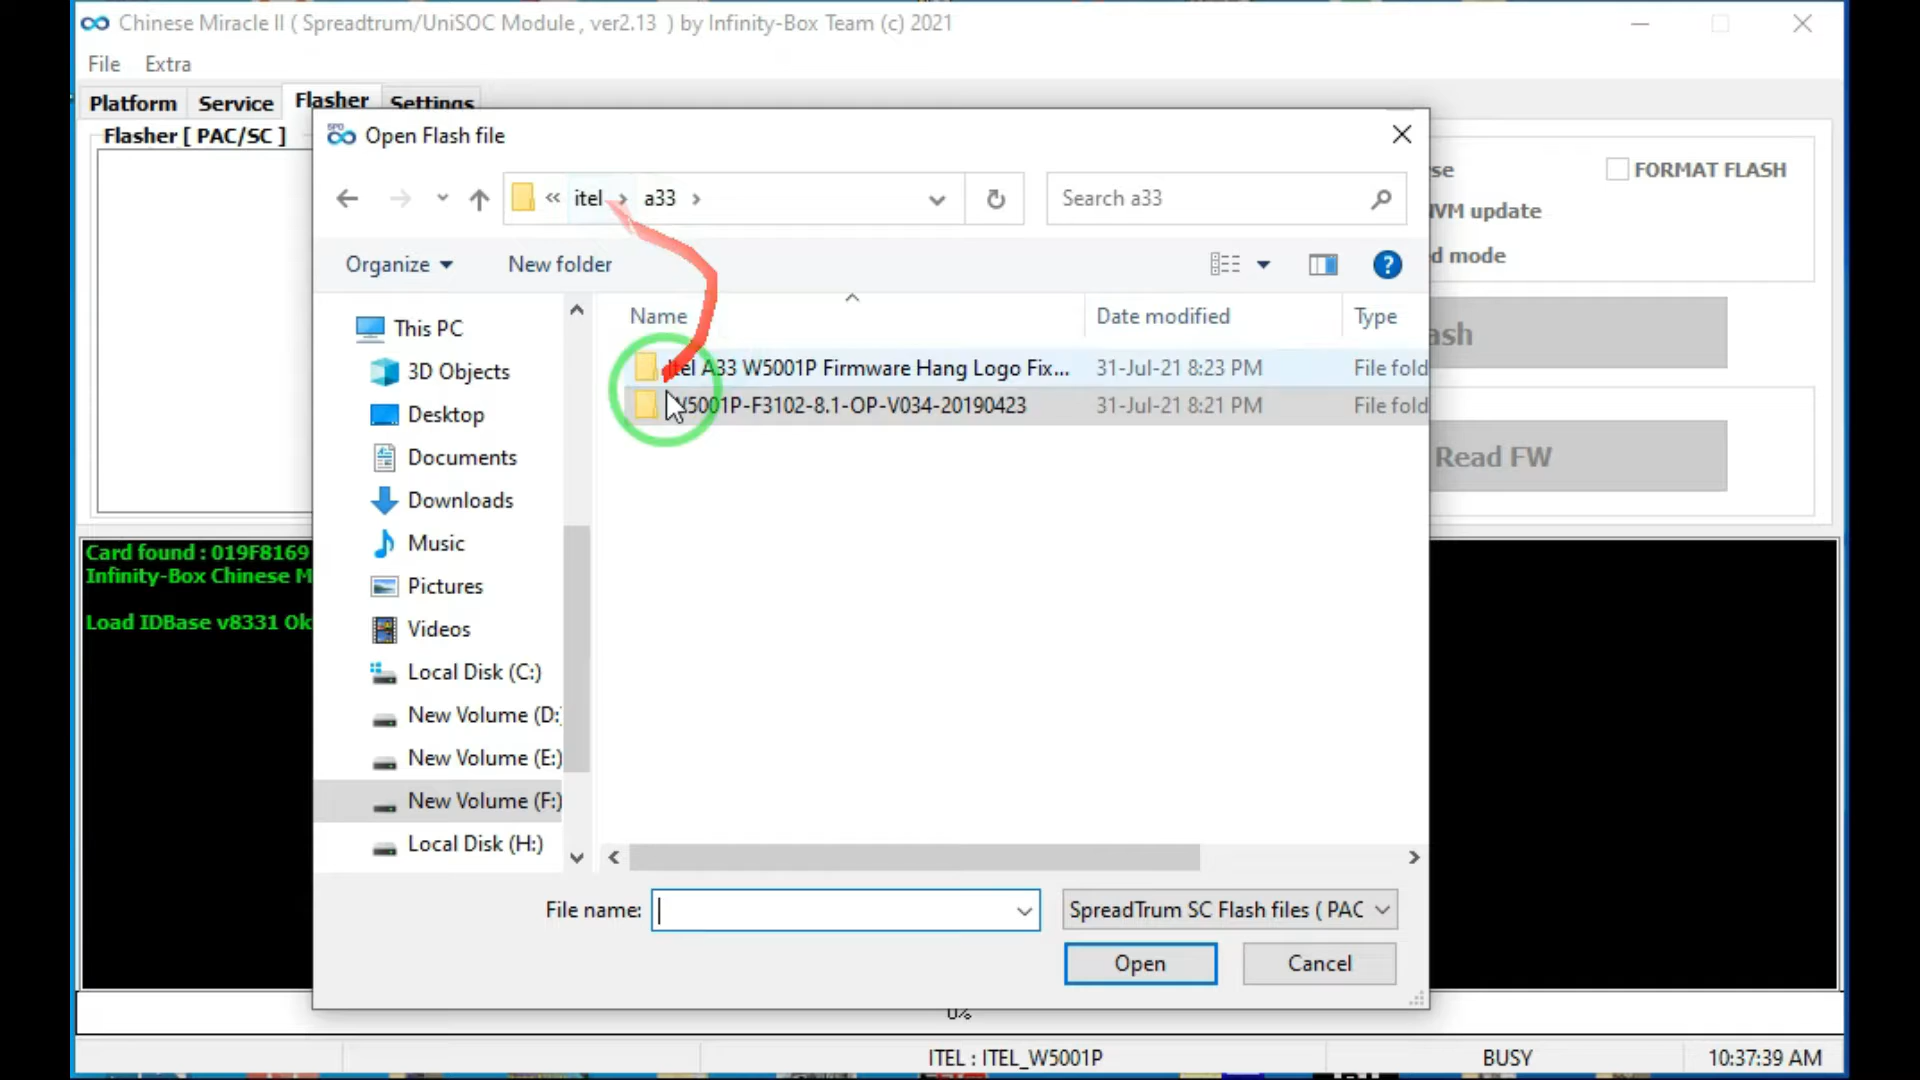 Chinese Miracle II ( Spreadtrum/UniSOC Module , ver2.13 ) by Infinity-Box Team (c) 2021
File Extra
Platform Service Flasher Settings
Flasher [ PAC/SC ]
Open Flash file
« itel › a33 ›
Search a33
FORMAT FLASH
NVM update
mode
Organize
New folder
This PC
3D Objects
Desktop
Documents
Downloads
Music
Pictures
Videos
Local Disk (C:)
New Volume (D:)
New Volume (E:)
New Volume (F:)
Local Disk (H:)
Name Date modified Type
Itel A33 W5001P Firmware Hang Logo Fix... 31-Jul-21 8:23 PM File fold
W5001P-F3102-8.1-OP-V034-20190423 31-Jul-21 8:21 PM File fold
Read FW
Card found : 019F8169
Infinity-Box Chinese M
Load IDBase v8331 Ok
File name:
SpreadTrum SC Flash files ( PAC
Open Cancel
0%
ITEL : ITEL_W5001P BUSY 10:37:39 AM